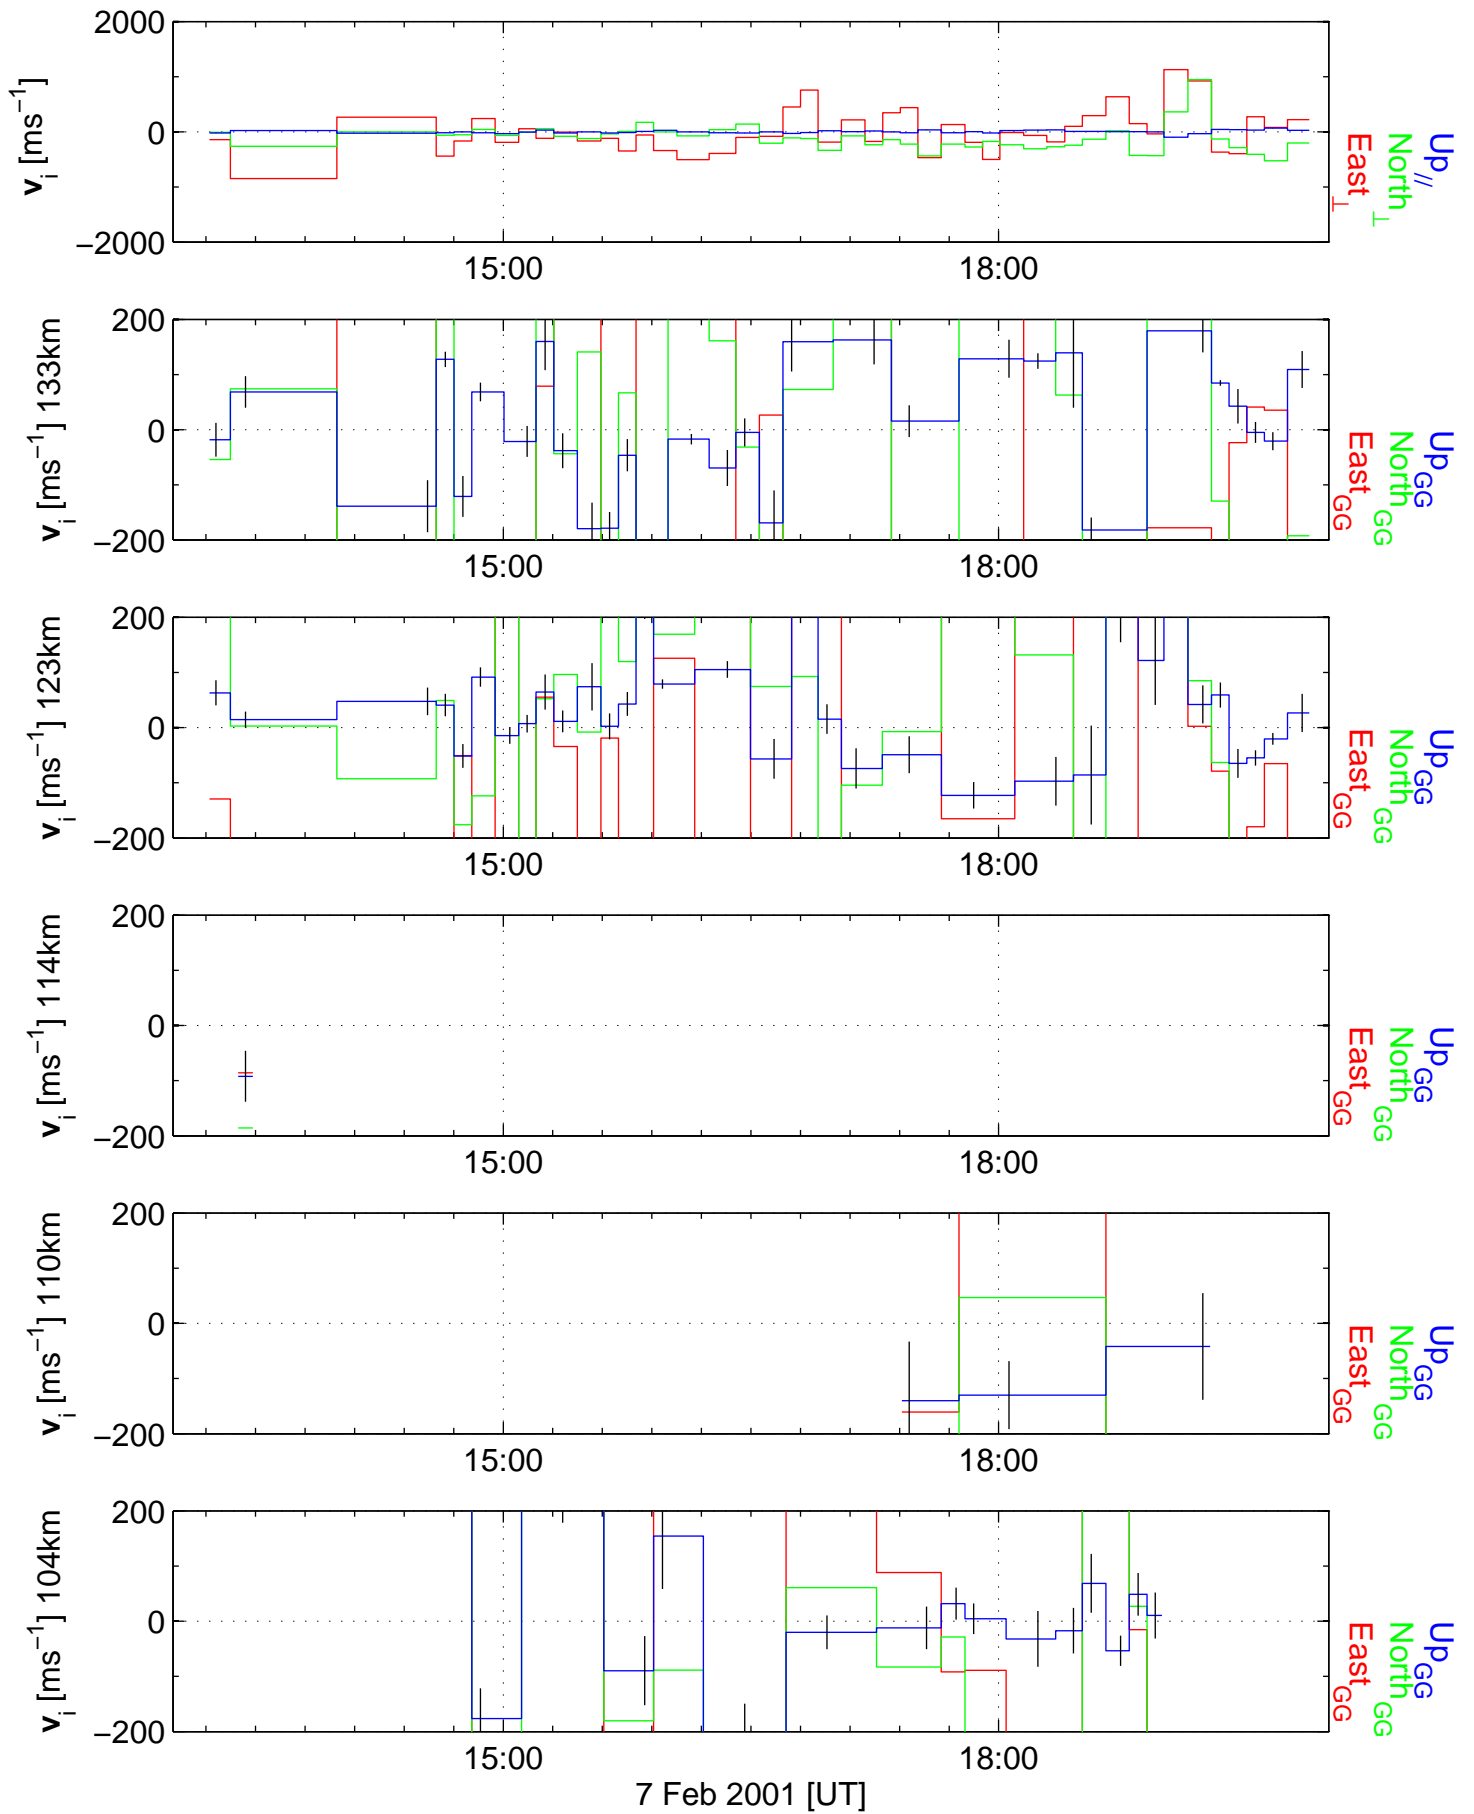 2000
0
−2000
v_i [ms^−1]
15:00 18:00
East_⊥
North_⊥
Up_//
200
0
−200
v_i [ms^−1] 133km
15:00 18:00
East_GG
North_GG
Up_GG
200
0
−200
v_i [ms^−1] 123km
15:00 18:00
East_GG
North_GG
Up_GG
200
0
−200
v_i [ms^−1] 114km
15:00 18:00
East_GG
North_GG
Up_GG
200
0
−200
v_i [ms^−1] 110km
15:00 18:00
East_GG
North_GG
Up_GG
200
0
−200
v_i [ms^−1] 104km
15:00 18:00
East_GG
North_GG
Up_GG
7 Feb 2001 [UT]